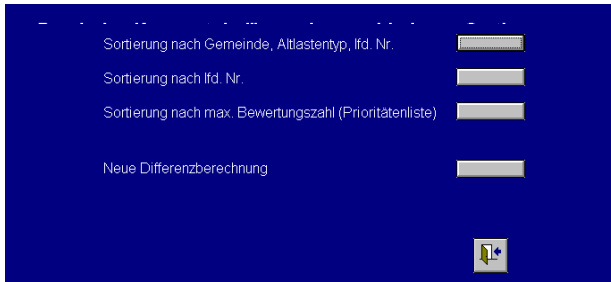 Sortierung nach Gemeinde, Altlastentyp, lfd. Nr.
Sortierung nach lfd. Nr.
Sortierung nach max. Bewertungszahl (Prioritätenliste)
Neue Differenzberechnung